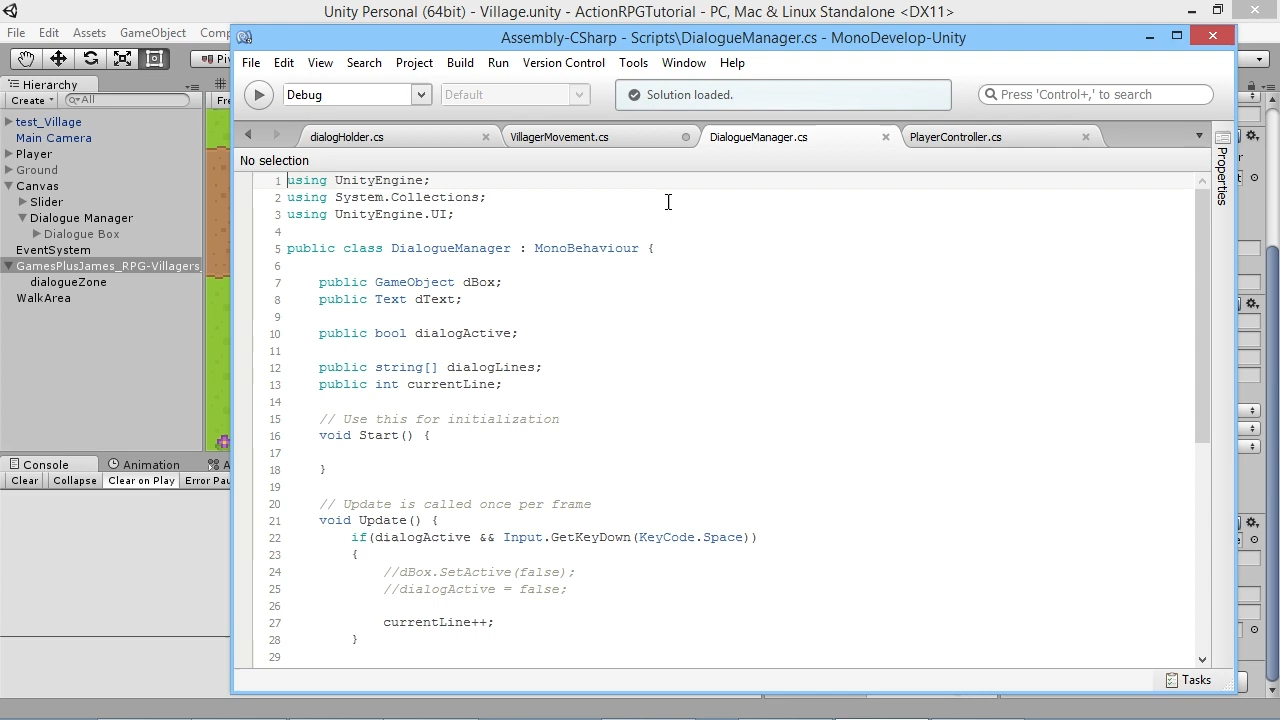 Unity Personal (64bit) - Village.unity - ActionRPGTutorial - PC, Mac & Linux Standalone <DX11>
File Edit Assets GameObject
Assembly-CSharp - Scripts\DialogueManager.cs - MonoDevelop-Unity
File Edit View Search Project Build Run Version Control Tools Window Help
Hierarchy
Create All
Debug
Default
Solution loaded.
Press 'Control+,' to search
test_Village
Main Camera
Player
Ground
Canvas
Slider
Dialogue Manager
Dialogue Box
EventSystem
GamesPlusJames_RPG-Villagers_
dialogueZone
WalkArea
Console Animation
Clear Collapse Clear on Play Error Pau
dialogHolder.cs VillagerMovement.cs DialogueManager.cs PlayerController.cs
No selection
Properties
1 using UnityEngine;
2 using System.Collections;
3 using UnityEngine.UI;
4
5 public class DialogueManager : MonoBehaviour {
6
7 public GameObject dBox;
8 public Text dText;
9
10 public bool dialogActive;
11
12 public string[] dialogLines;
13 public int currentLine;
14
15 // Use this for initialization
16 void Start() {
17
18 }
19
20 // Update is called once per frame
21 void Update() {
22 if(dialogActive && Input.GetKeyDown(KeyCode.Space))
23 {
24 //dBox.SetActive(false);
25 //dialogActive = false;
26
27 currentLine++;
28 }
29
Tasks